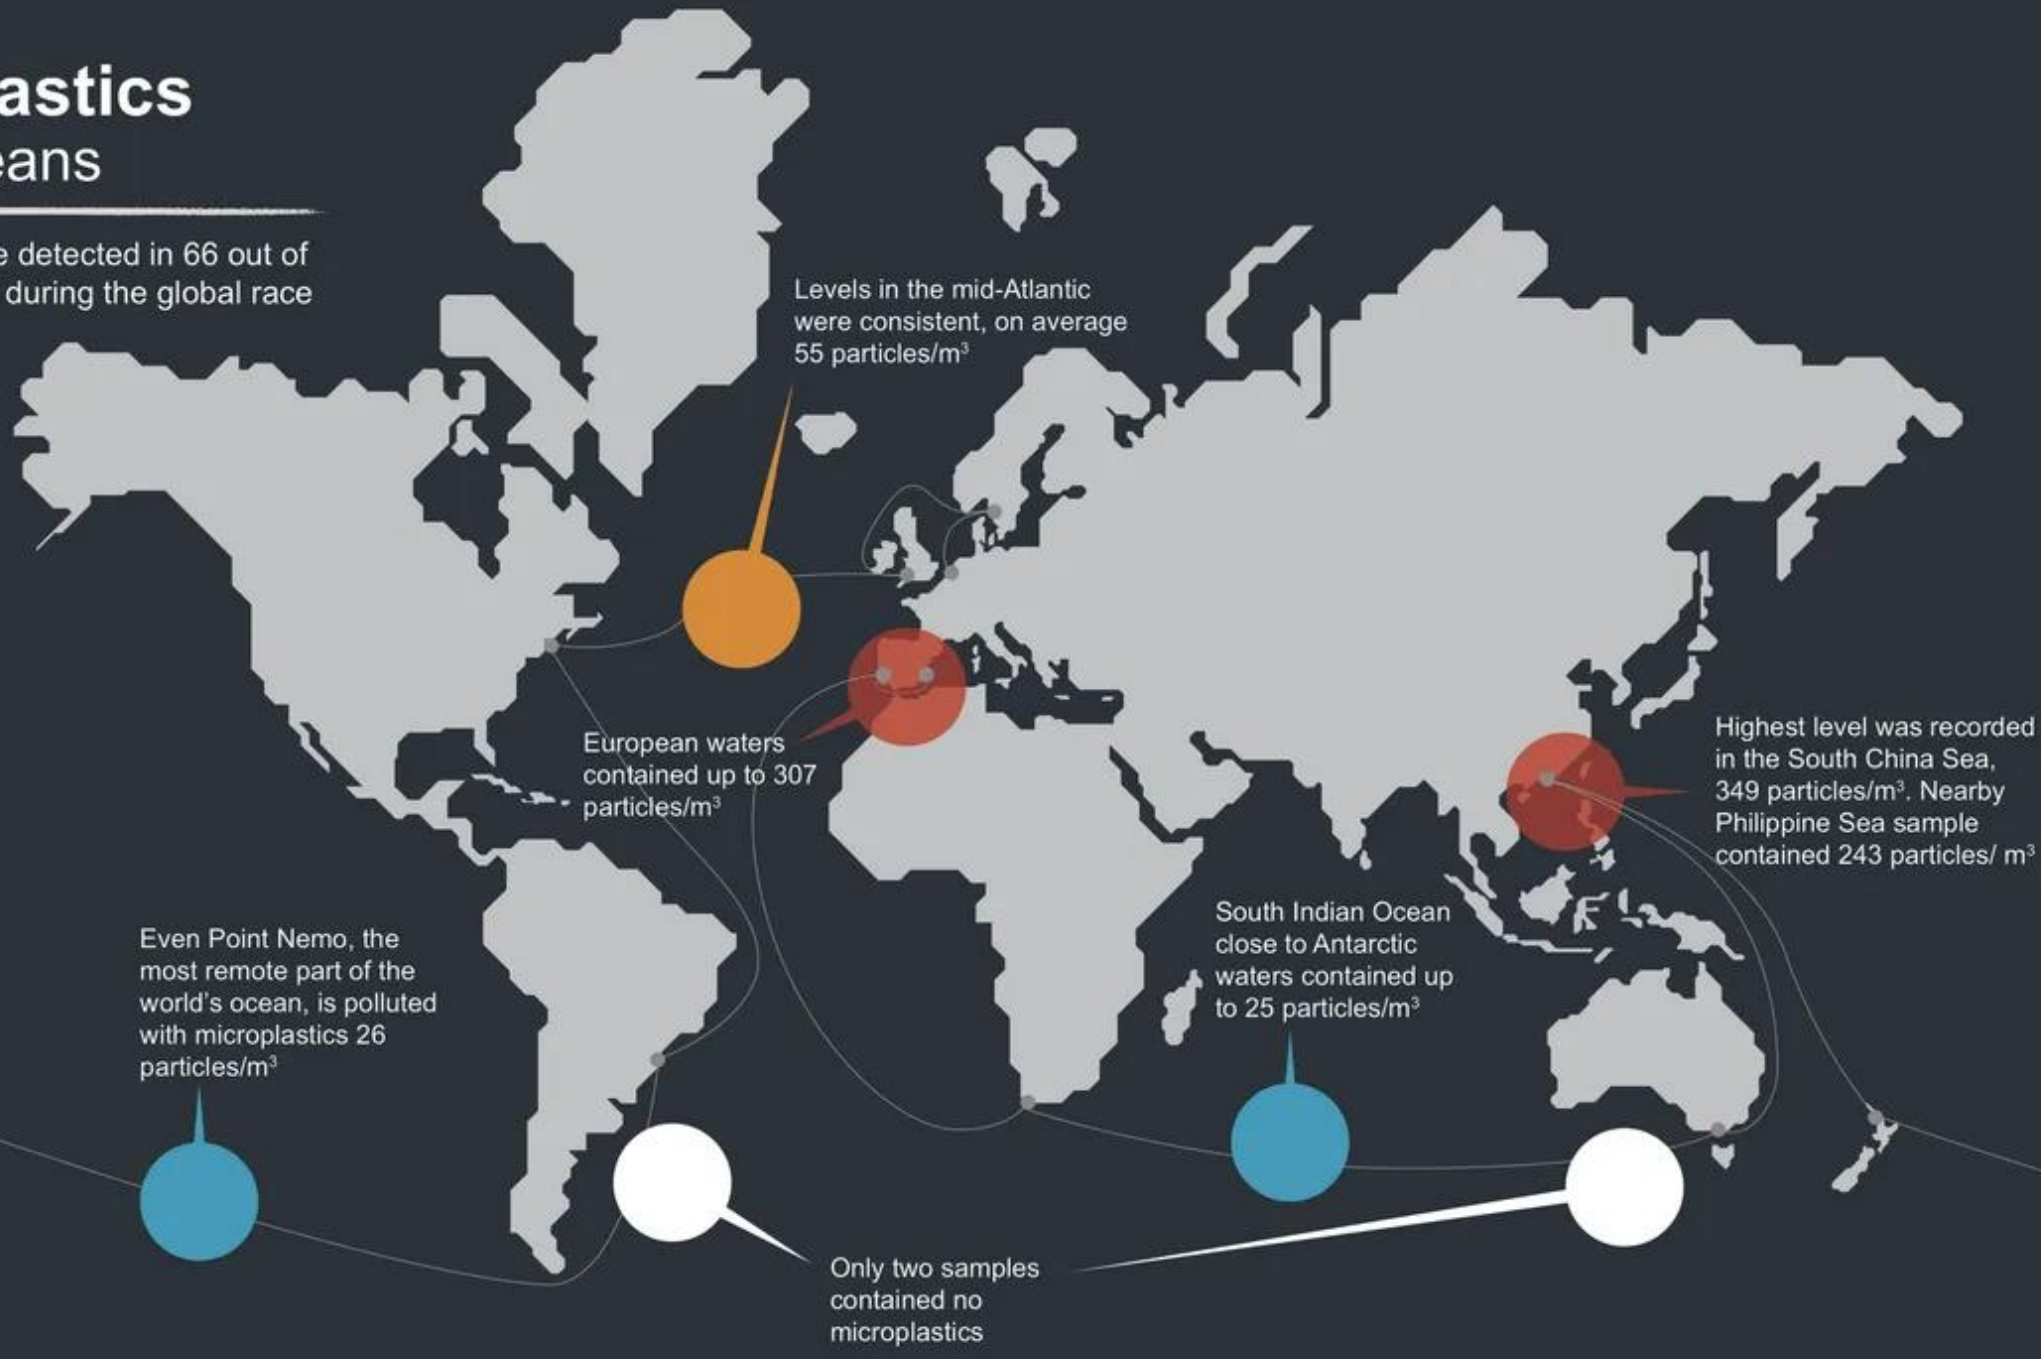 astics
eans
e detected in 66 out of
during the global race
Levels in the mid-Atlantic
were consistent, on average
55 particles/m³
European waters
contained up to 307
particles/m³
Highest level was recorded
in the South China Sea,
349 particles/m³. Nearby
Philippine Sea sample
contained 243 particles/ m³
South Indian Ocean
close to Antarctic
waters contained up
to 25 particles/m³
Even Point Nemo, the
most remote part of the
world's ocean, is polluted
with microplastics 26
particles/m³
Only two samples
contained no
microplastics